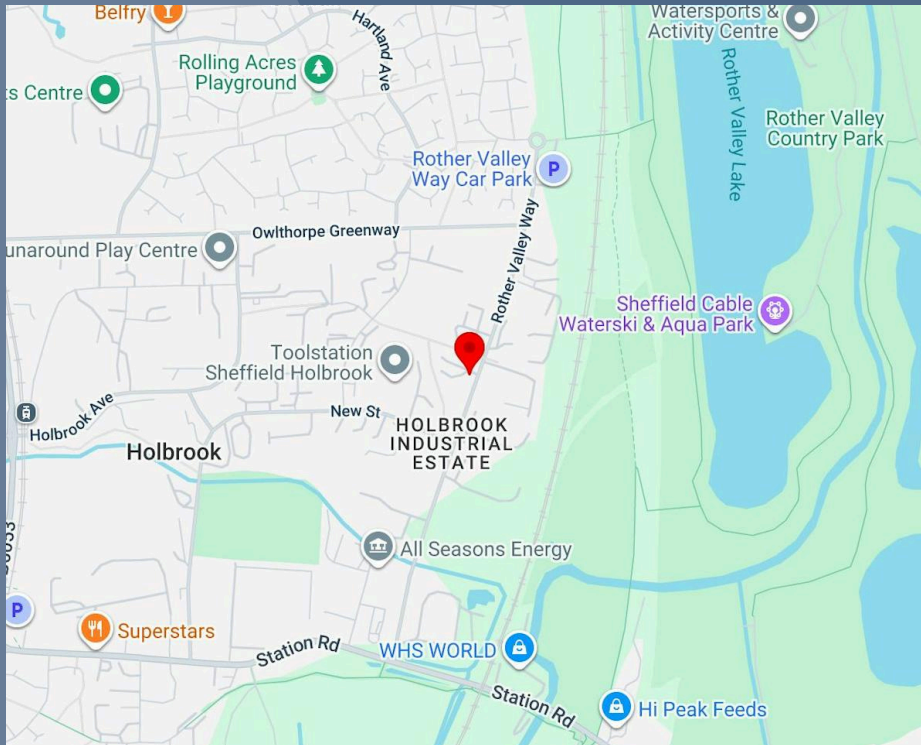 Belfry
Hartland Ave
Watersports &
Activity Centre
Rolling Acres
Playground
ts Centre
Rother Valley Lake
Rother Valley
Country Park
Rother Valley
Way Car Park
P
Owlthorpe Greenway
unaround Play Centre
Rother Valley Way
Sheffield Cable
Waterski & Aqua Park
Toolstation
Sheffield Holbrook
New St
Holbrook Ave
HOLBROOK
INDUSTRIAL
ESTATE
Holbrook
All Seasons Energy
P
Superstars
Station Rd
WHS WORLD
Station Rd
Hi Peak Feeds